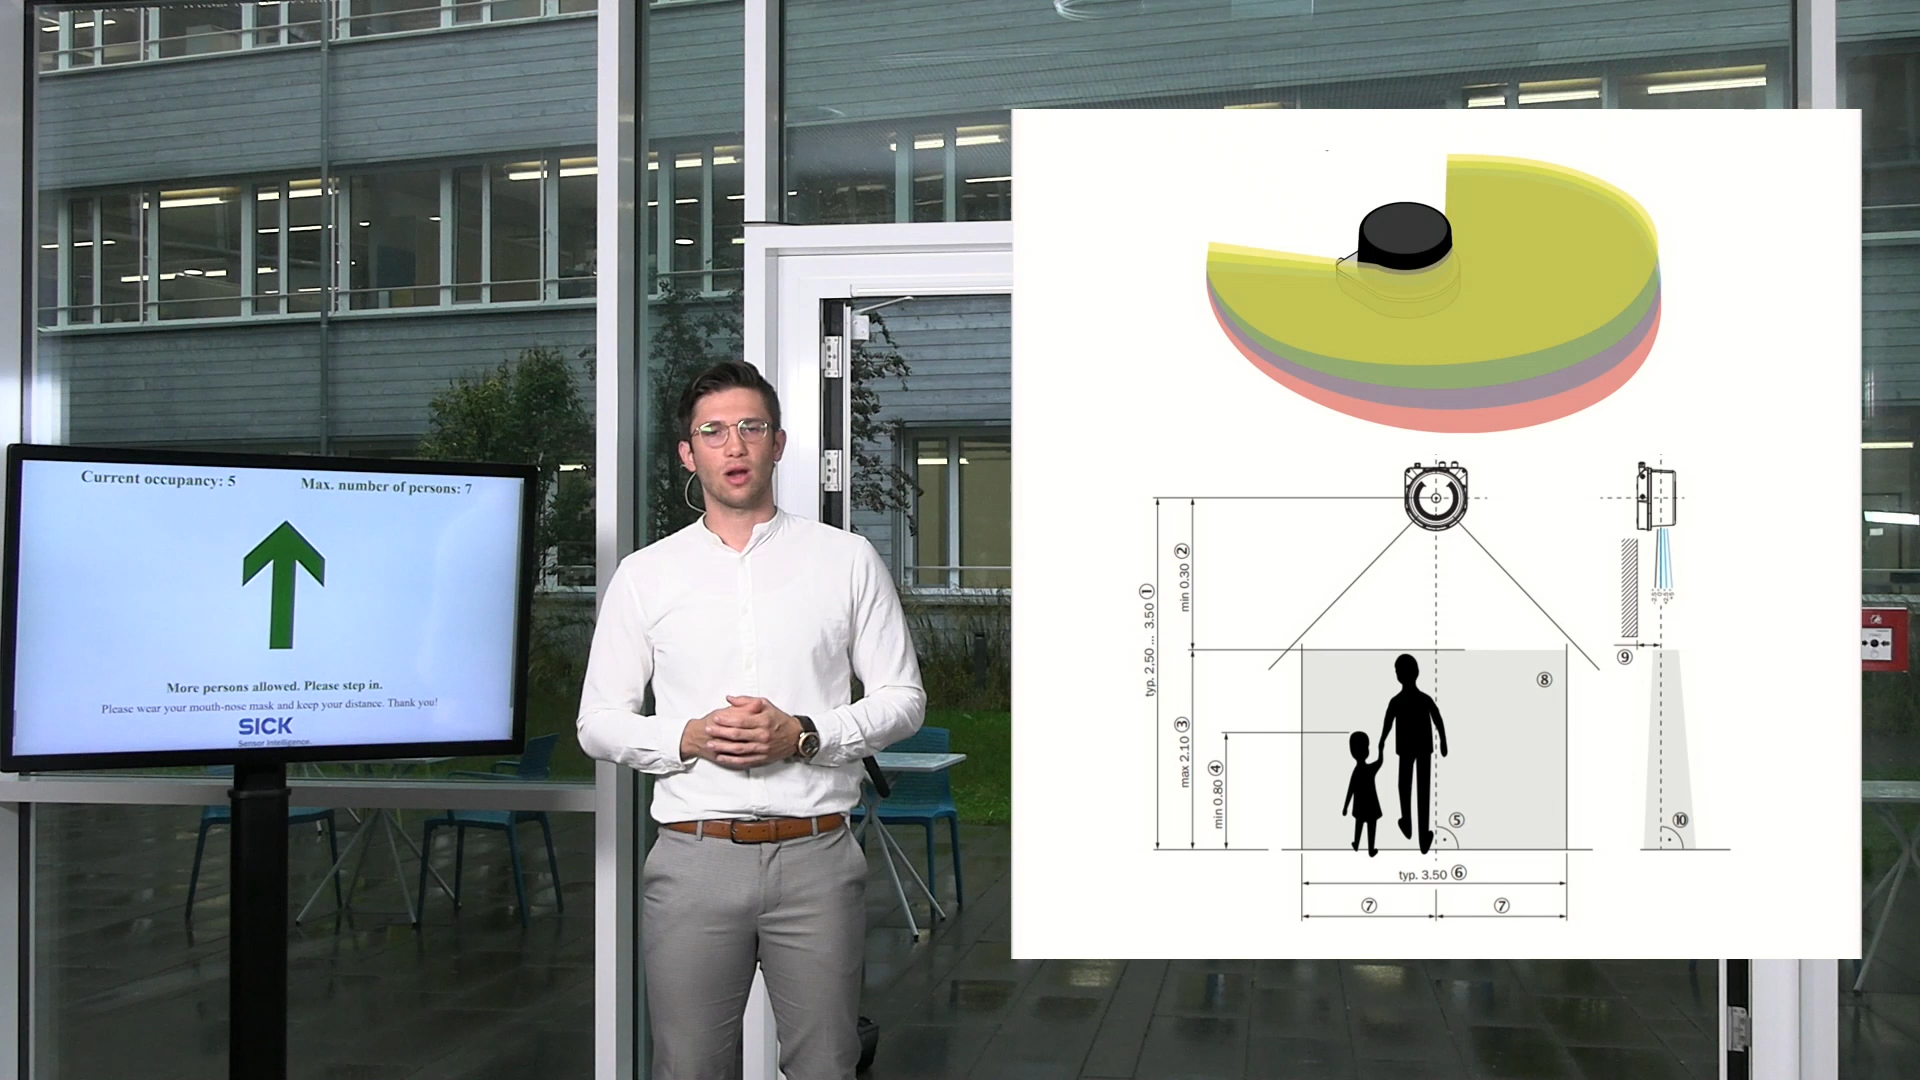 Current occupancy: 5
Max. number of persons: 7
More persons allowed. Please step in.
Please wear your mouth-nose mask and keep your distance. Thank you!
SICK
Sensor Intelligence.
typ. 2.50 ... 3.50 ①
min 0.30 ②
max 2.10 ③
min 0.80 ④
⑤
typ. 3.50 ⑥
⑦
⑦
⑧
⑨
⑩